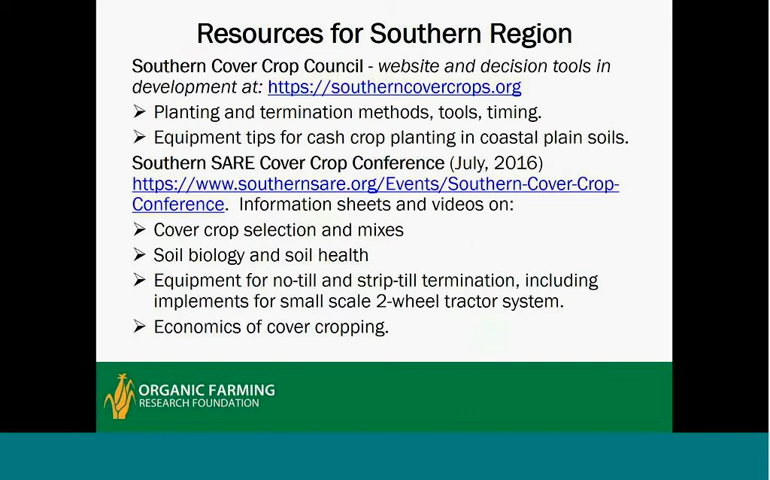 Resources for Southern Region
Southern Cover Crop Council - website and decision tools in
development at: https://southerncovercrops.org
➢ Planting and termination methods, tools, timing.
➢ Equipment tips for cash crop planting in coastal plain soils.
Southern SARE Cover Crop Conference (July, 2016)
https://www.southernsare.org/Events/Southern-Cover-Crop-
Conference. Information sheets and videos on:
➢ Cover crop selection and mixes
➢ Soil biology and soil health
➢ Equipment for no-till and strip-till termination, including
implements for small scale 2-wheel tractor system.
➢ Economics of cover cropping.
ORGANIC FARMING
RESEARCH FOUNDATION